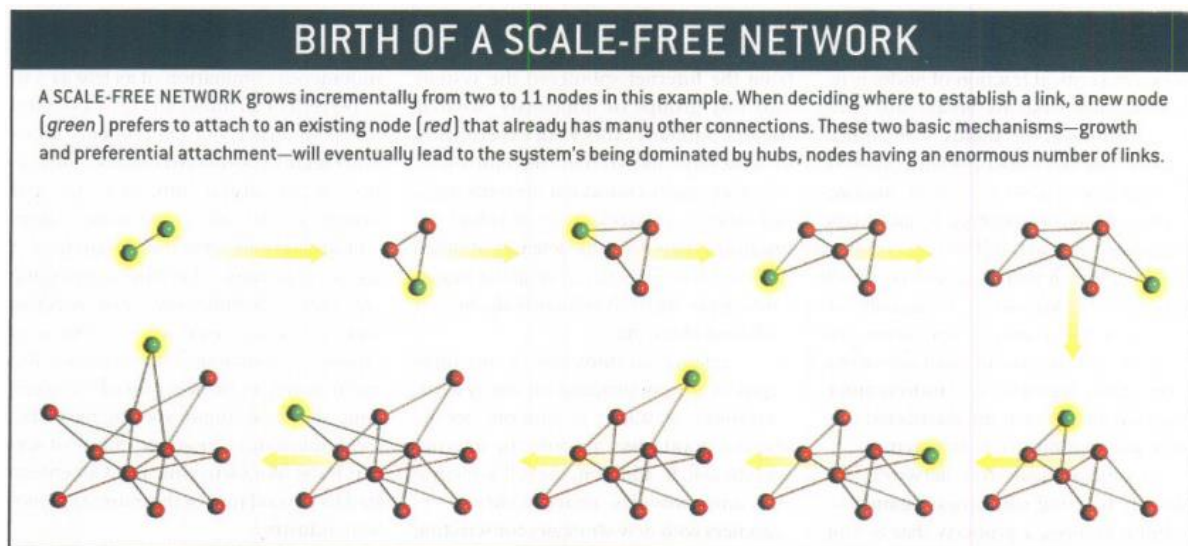 BIRTH OF A SCALE-FREE NETWORK
A SCALE-FREE NETWORK grows incrementally from two to 11 nodes in this example. When deciding where to establish a link, a new node
(green) prefers to attach to an existing node (red) that already has many other connections. These two basic mechanisms—growth
and preferential attachment—will eventually lead to the system's being dominated by hubs, nodes having an enormous number of links.